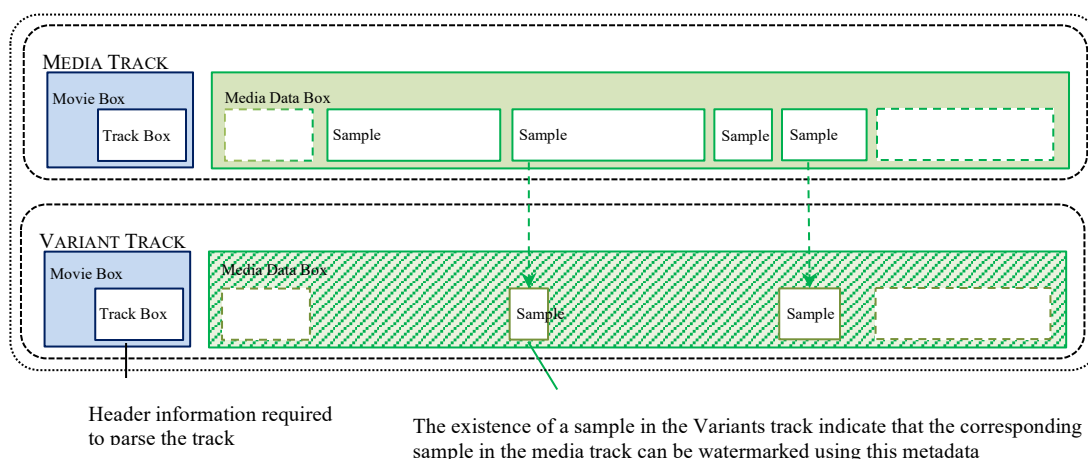 MEDIA TRACK
Movie Box
Track Box
Media Data Box
Sample
Sample
Sample
Sample
VARIANT TRACK
Movie Box
Track Box
Media Data Box
Sample
Sample
Header information required
to parse the track
The existence of a sample in the Variants track indicate that the corresponding
sample in the media track can be watermarked using this metadata